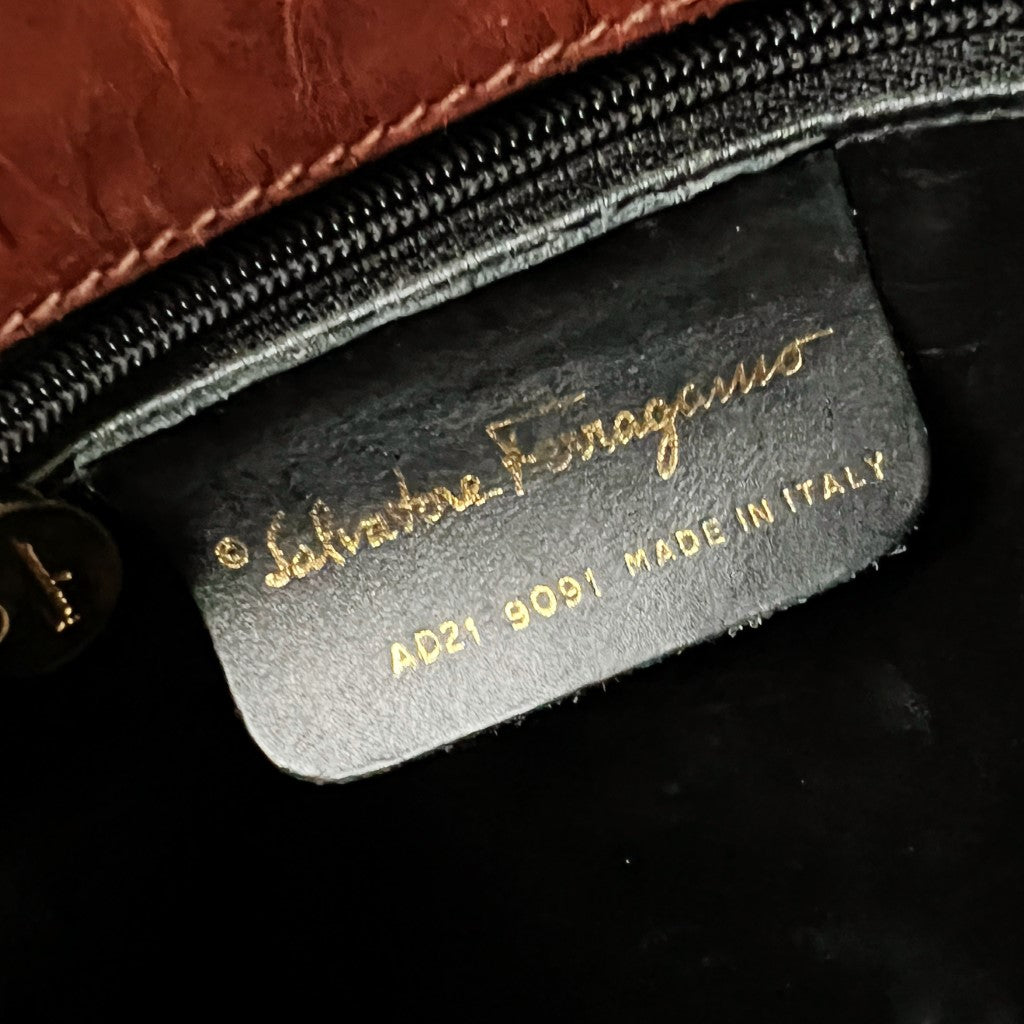 © Salvatore Ferragamo
AD21 9091 MADE IN ITALY